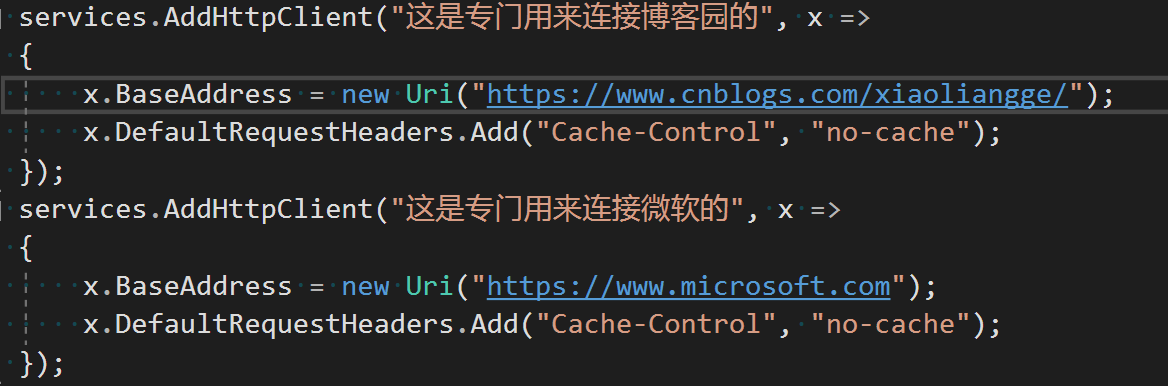 services.AddHttpClient("这是专门用来连接博客园的", x =>
{
    x.BaseAddress = new Uri("https://www.cnblogs.com/xiaoliangge/");
    x.DefaultRequestHeaders.Add("Cache-Control", "no-cache");
});
services.AddHttpClient("这是专门用来连接微软的", x =>
{
    x.BaseAddress = new Uri("https://www.microsoft.com");
    x.DefaultRequestHeaders.Add("Cache-Control", "no-cache");
});